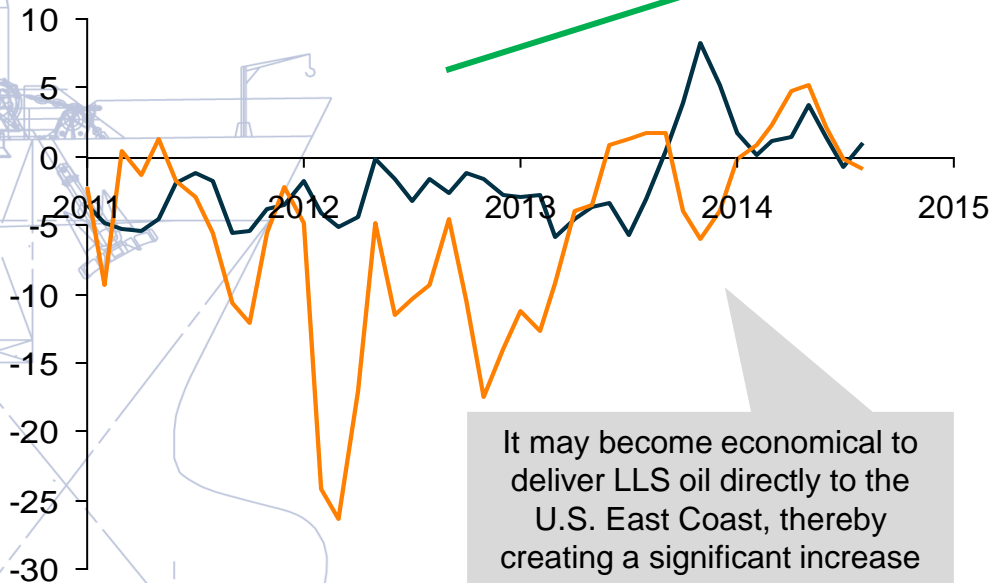 10
5
0
2011 2012 2013 2014 2015
-5
-10
-15
-20
-25
-30
It may become economical to
deliver LLS oil directly to the
U.S. East Coast, thereby
creating a significant increase